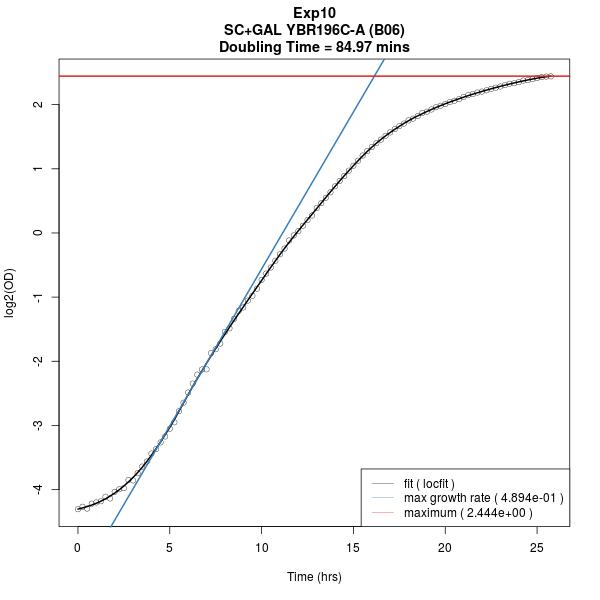 Exp10
SC+GAL YBR196C-A (B06)
Doubling Time = 84.97 mins
log2(OD)
2
1
0
-1
-2
-3
-4
fit ( locfit )
max growth rate ( 4.894e-01 )
maximum ( 2.444e+00 )
0 5 10 15 20 25
Time (hrs)